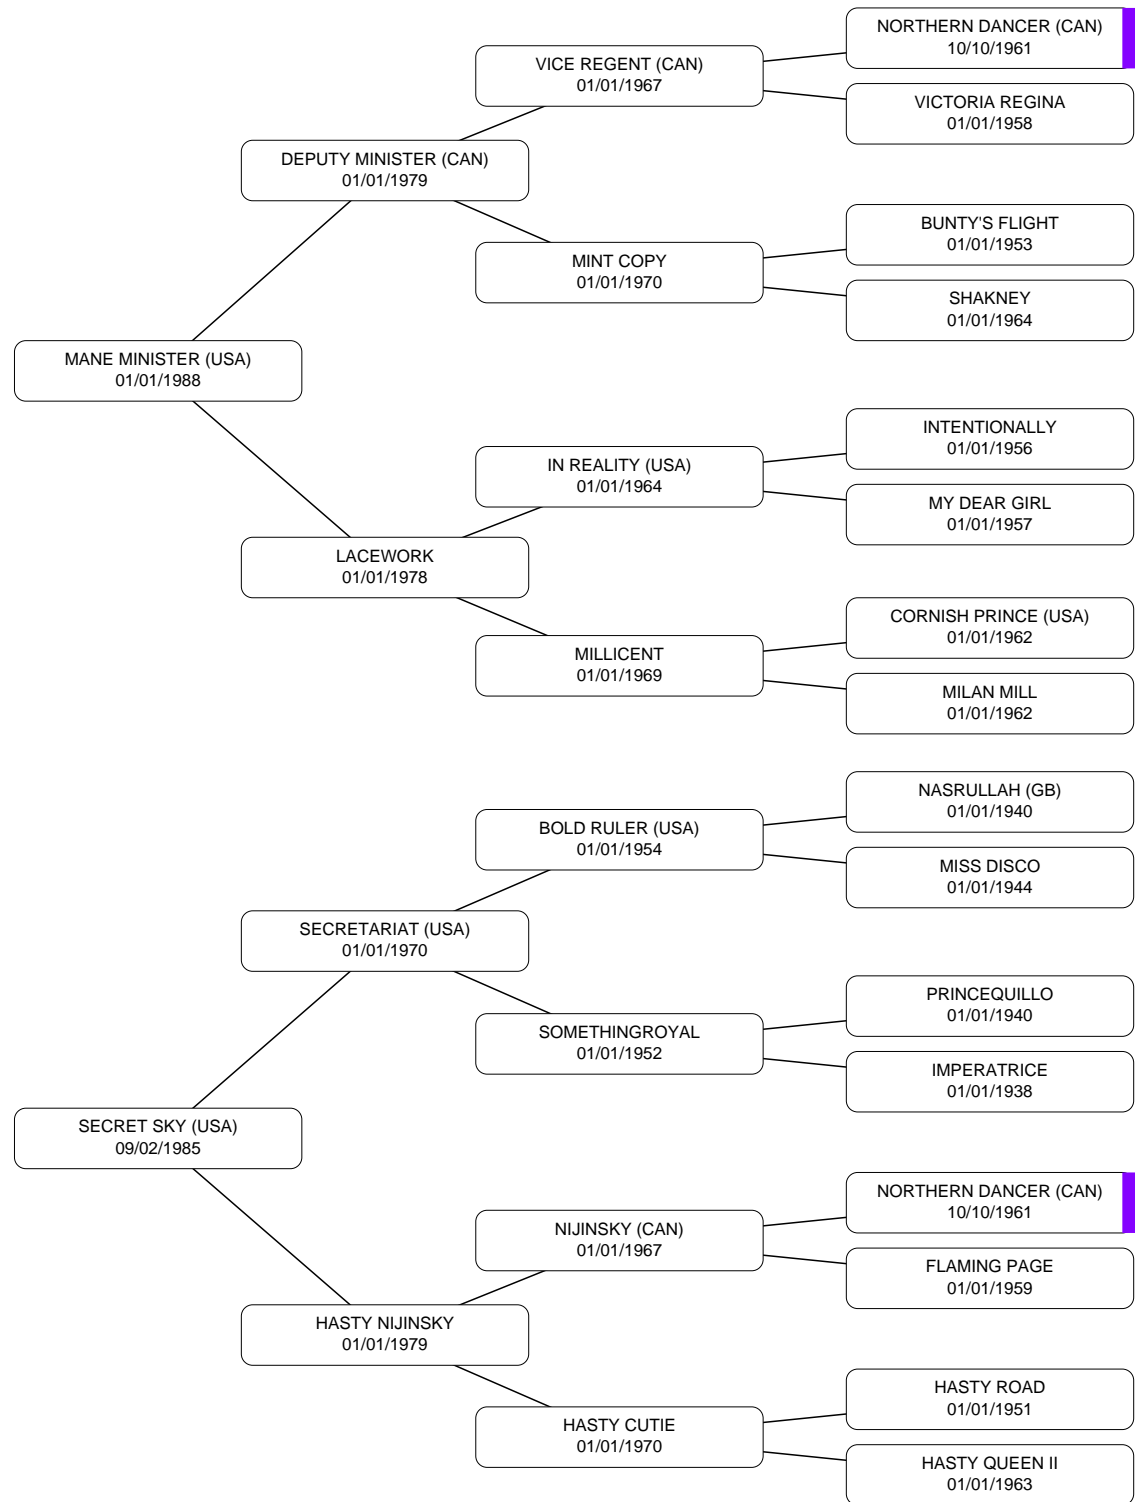 NORTHERN DANCER (CAN)
10/10/1961
VICE REGENT (CAN)
01/01/1967
VICTORIA REGINA
01/01/1958
DEPUTY MINISTER (CAN)
01/01/1979
BUNTY'S FLIGHT
01/01/1953
MINT COPY
01/01/1970
SHAKNEY
01/01/1964
MANE MINISTER (USA)
01/01/1988
INTENTIONALLY
01/01/1956
IN REALITY (USA)
01/01/1964
MY DEAR GIRL
01/01/1957
LACEWORK
01/01/1978
CORNISH PRINCE (USA)
01/01/1962
MILLICENT
01/01/1969
MILAN MILL
01/01/1962
NASRULLAH (GB)
01/01/1940
BOLD RULER (USA)
01/01/1954
MISS DISCO
01/01/1944
SECRETARIAT (USA)
01/01/1970
PRINCEQUILLO
01/01/1940
SOMETHINGROYAL
01/01/1952
IMPERATRICE
01/01/1938
SECRET SKY (USA)
09/02/1985
NORTHERN DANCER (CAN)
10/10/1961
NIJINSKY (CAN)
01/01/1967
FLAMING PAGE
01/01/1959
HASTY NIJINSKY
01/01/1979
HASTY ROAD
01/01/1951
HASTY CUTIE
01/01/1970
HASTY QUEEN II
01/01/1963